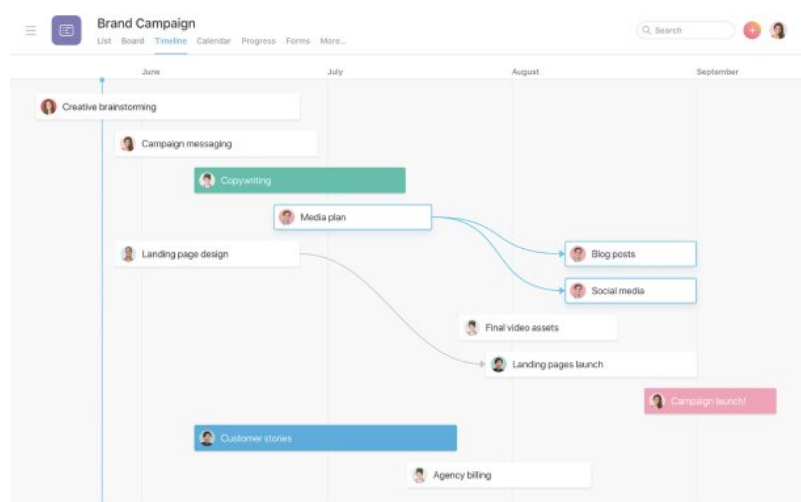 Brand Campaign
List Board Timeline Calendar Progress Forms More...
Search
June July August September
Creative brainstorming
Campaign messaging
Copywriting
Media plan
Landing page design
Blog posts
Social media
Final video assets
Landing pages launch
Campaign launch!
Customer stories
Agency billing